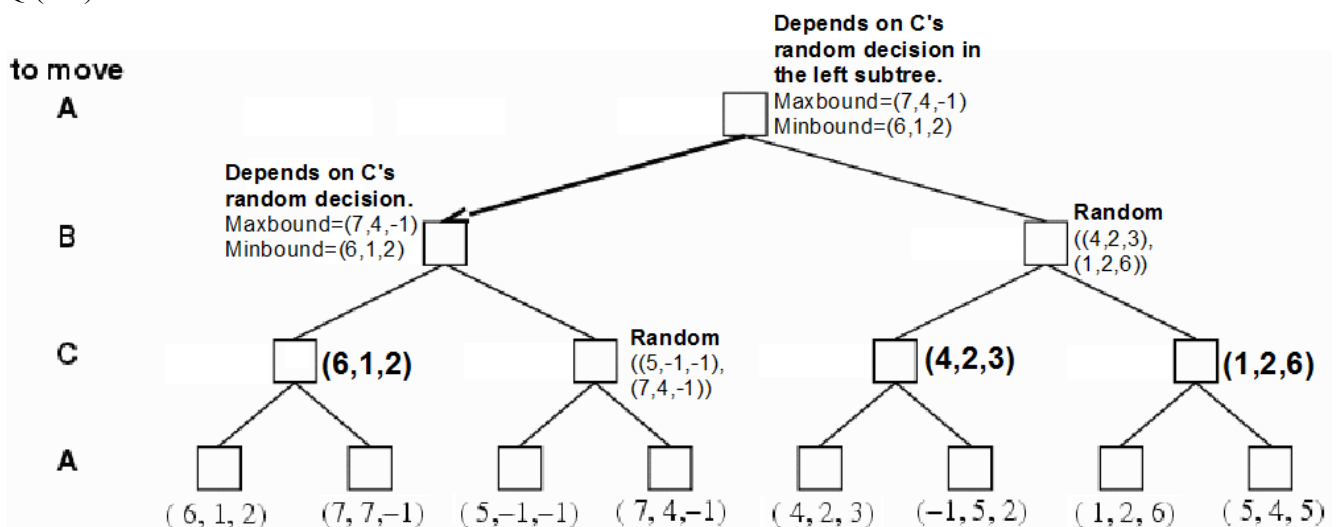 Depends on C's
random decision in
the left subtree.
Maxbound=(7,4,-1)
Minbound=(6,1,2)
to move
A
Depends on C's
random decision.
Maxbound=(7,4,-1)
Minbound=(6,1,2)
B
Random
((4,2,3),
(1,2,6))
C
(6,1,2)
Random
((5,-1,-1),
(7,4,-1))
(4,2,3)
(1,2,6)
A
( 6, 1, 2) (7, 7,-1) ( 5,-1,-1) ( 7, 4,-1) ( 4, 2, 3) (-1, 5, 2) ( 1, 2, 6) ( 5, 4, 5)